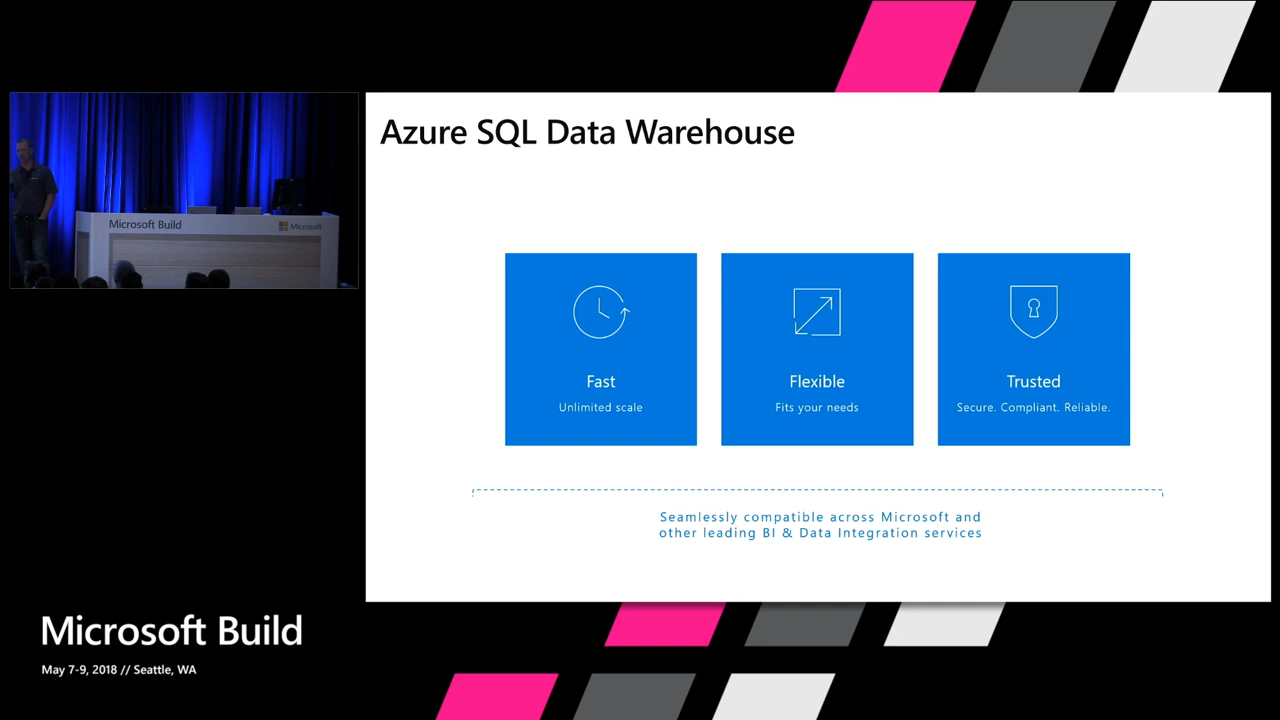 Azure SQL Data Warehouse
Microsoft Build
Microsoft
Fast
Unlimited scale
Flexible
Fits your needs
Trusted
Secure. Compliant. Reliable.
Seamlessly compatible across Microsoft and
other leading BI & Data Integration services
Microsoft Build
May 7-9, 2018 // Seattle, WA